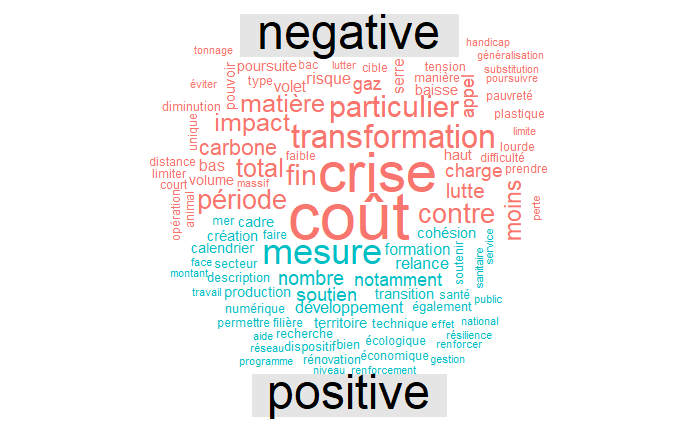 negative
tonnage
handicap
poursuite bac lutter cible tension généralisation
éviter pouvoir type volet risque gaz serre manière substitution
baisse appel poursuivre
diminution matière particulier pauvreté
unique impact transformation plastique
limite
carbone faible crise haut difficulté lourde
distance bas total fin charge prendre
limiter volume massif lutte
court animal période coût contre moins perte
opération
mer cadre cohésion
création faire mesure formation service
calendrier relance soutenir
face secteur
montant description nombre notamment sanitaire
travail production soutien transition santé public
numérique développement également
permettre filière territoire technique effet national
aide recherche écologique résilience
réseau dispositif bien renforcer
rénovation économique gestion
programme niveau renforcement
positive